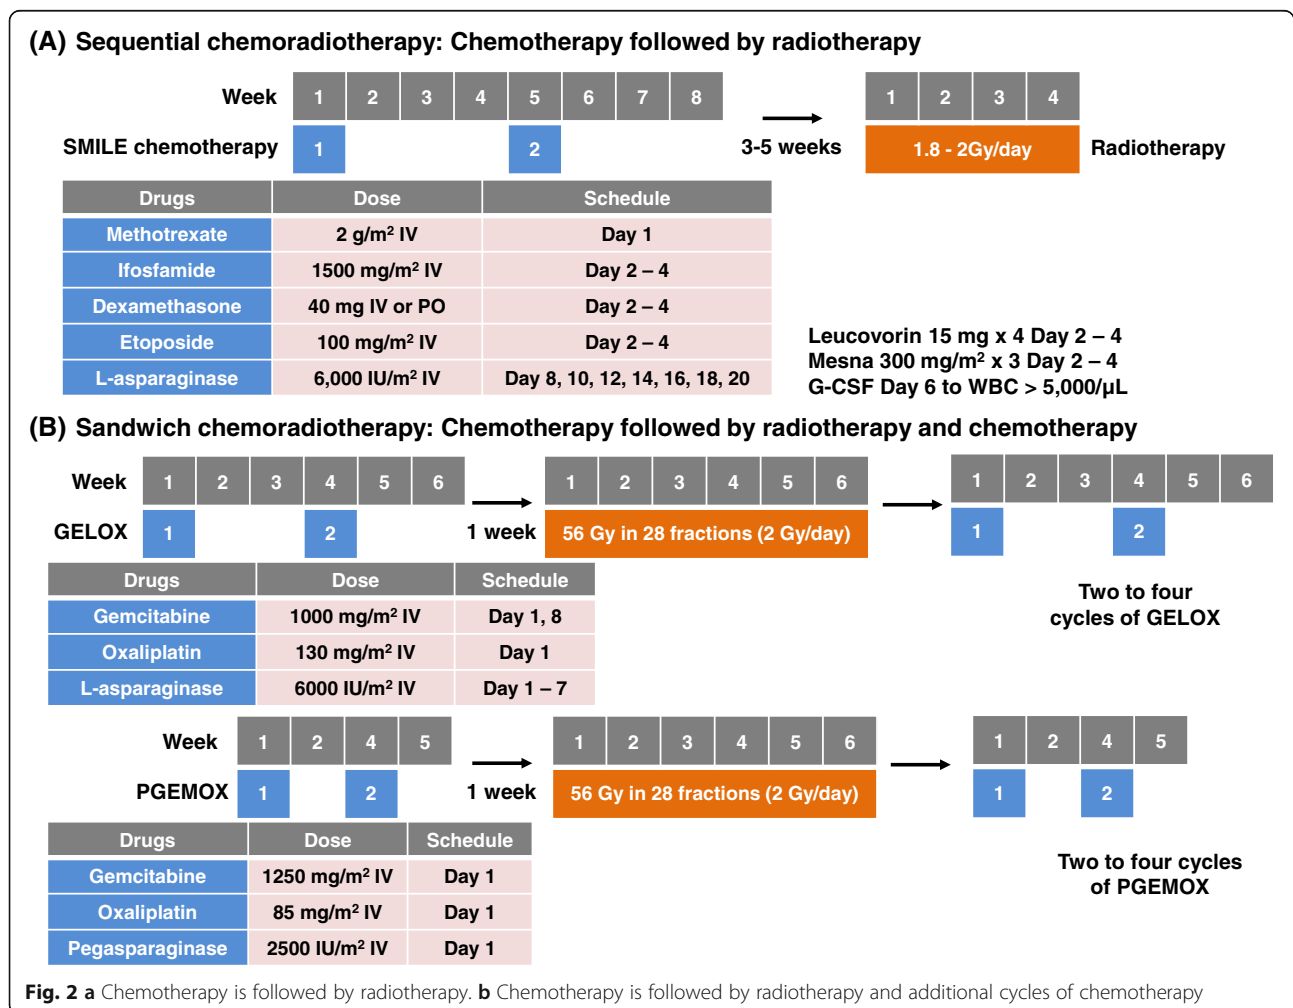 (A) Sequential chemoradiotherapy: Chemotherapy followed by radiotherapy
Week 1 2 3 4 5 6 7 8 1 2 3 4
SMILE chemotherapy 1 2 3-5 weeks 1.8 - 2Gy/day Radiotherapy
Drugs Dose Schedule
Methotrexate 2 g/m² IV Day 1
Ifosfamide 1500 mg/m² IV Day 2 – 4
Dexamethasone 40 mg IV or PO Day 2 – 4
Etoposide 100 mg/m² IV Day 2 – 4
L-asparaginase 6,000 IU/m² IV Day 8, 10, 12, 14, 16, 18, 20
Leucovorin 15 mg x 4 Day 2 – 4
Mesna 300 mg/m² x 3 Day 2 – 4
G-CSF Day 6 to WBC > 5,000/µL
(B) Sandwich chemoradiotherapy: Chemotherapy followed by radiotherapy and chemotherapy
Week 1 2 3 4 5 6 1 2 3 4 5 6 1 2 3 4 5 6
GELOX 1 2 1 week 56 Gy in 28 fractions (2 Gy/day) 1 2
Drugs Dose Schedule
Gemcitabine 1000 mg/m² IV Day 1, 8
Oxaliplatin 130 mg/m² IV Day 1
L-asparaginase 6000 IU/m² IV Day 1 – 7
Two to four
cycles of GELOX
Week 1 2 4 5 1 2 3 4 5 6 1 2 4 5
PGEMOX 1 2 1 week 56 Gy in 28 fractions (2 Gy/day) 1 2
Drugs Dose Schedule
Gemcitabine 1250 mg/m² IV Day 1
Oxaliplatin 85 mg/m² IV Day 1
Pegasparaginase 2500 IU/m² IV Day 1
Two to four cycles
of PGEMOX
Fig. 2 a Chemotherapy is followed by radiotherapy. b Chemotherapy is followed by radiotherapy and additional cycles of chemotherapy